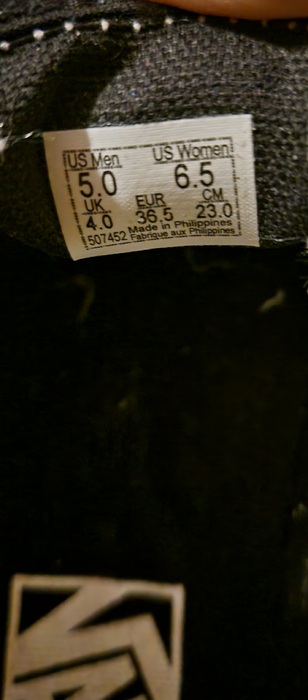 US Men US Women
5.0 6.5
UK EUR CM
4.0 36.5 23.0
Made in Philippines
507452 Fabrique aux Philippines